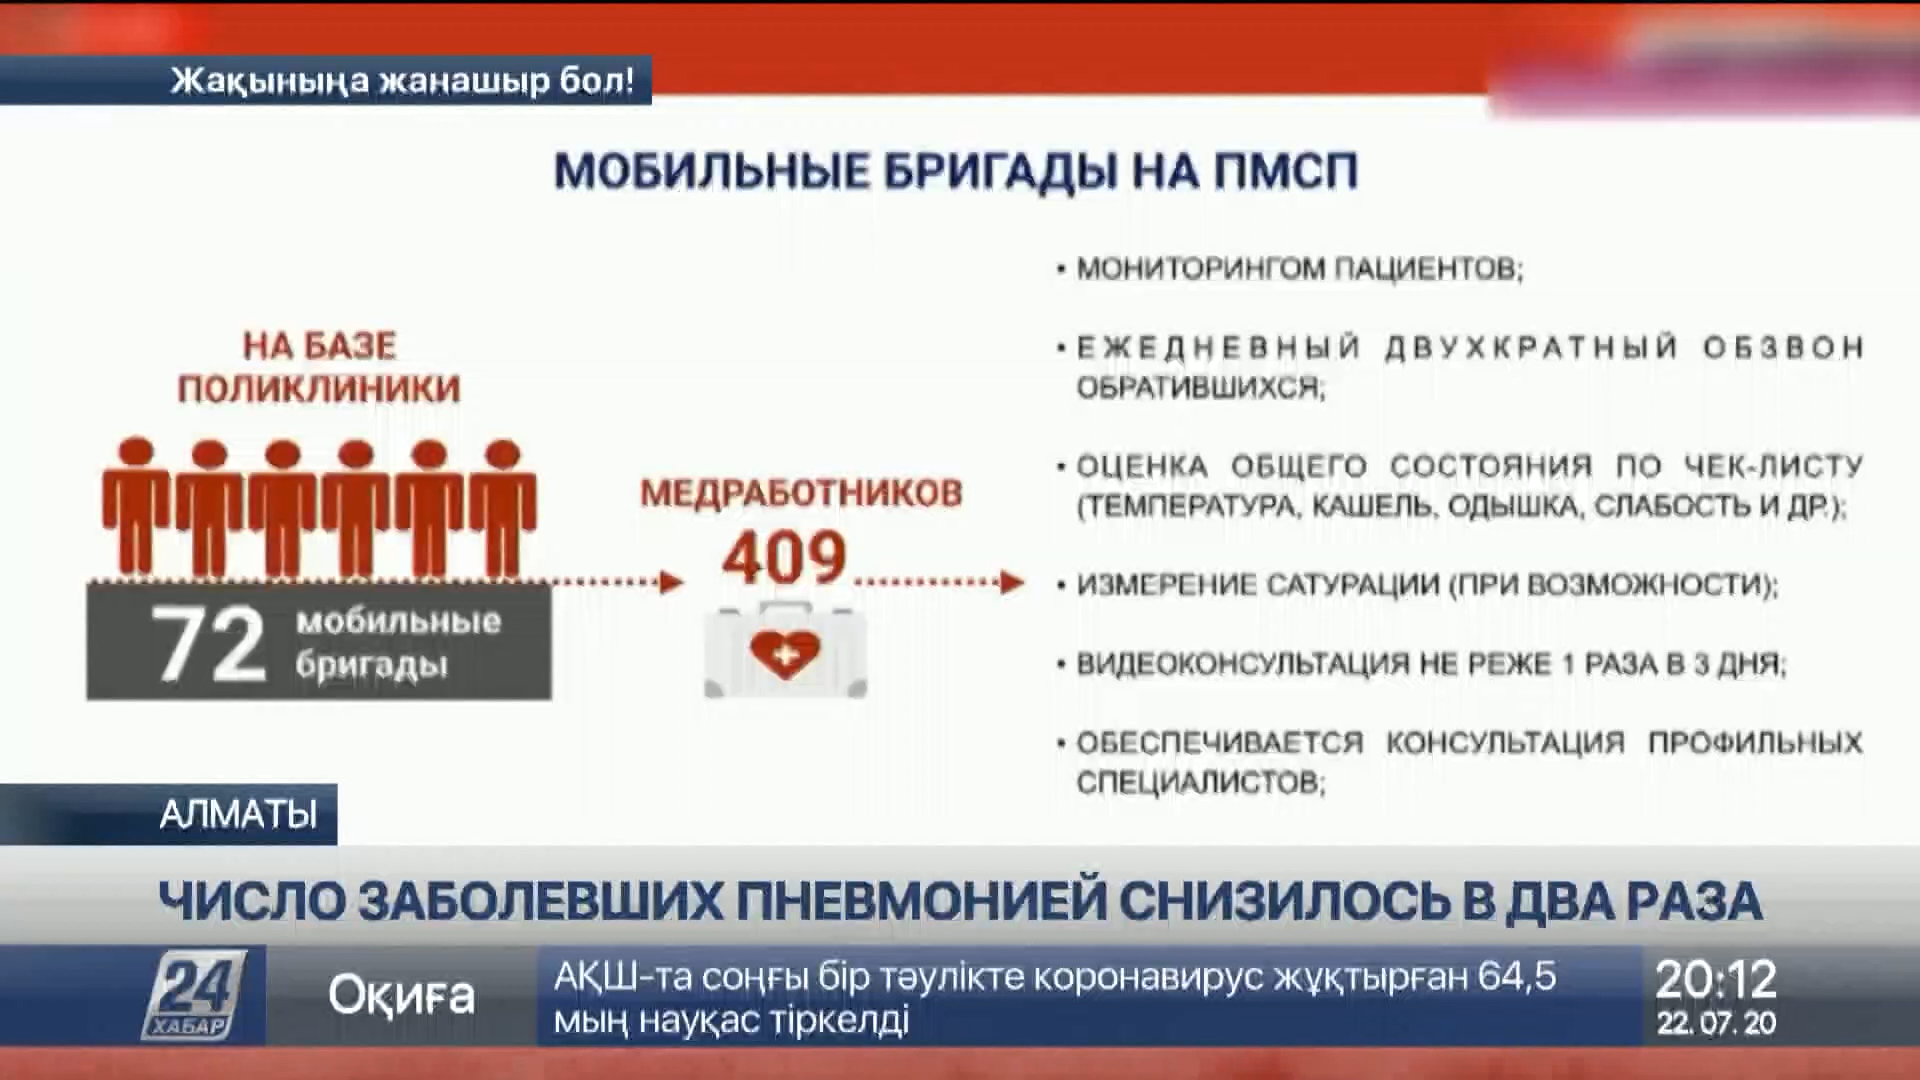 Жақыныңа жанашыр бол!
МОБИЛЬНЫЕ БРИГАДЫ НА ПМСП
НА БАЗЕ
ПОЛИКЛИНИКИ
72 мобильные
бригады
МЕДРАБОТНИКОВ
409
• МОНИТОРИНГОМ ПАЦИЕНТОВ;
• ЕЖЕДНЕВНЫЙ ДВУХКРАТНЫЙ ОБЗВОН
ОБРАТИВШИХСЯ;
• ОЦЕНКА ОБЩЕГО СОСТОЯНИЯ ПО ЧЕК-ЛИСТУ
(ТЕМПЕРАТУРА, КАШЕЛЬ, ОДЫШКА, СЛАБОСТЬ И ДР.);
• ИЗМЕРЕНИЕ САТУРАЦИИ (ПРИ ВОЗМОЖНОСТИ);
• ВИДЕОКОНСУЛЬТАЦИЯ НЕ РЕЖЕ 1 РАЗА В 3 ДНЯ;
• ОБЕСПЕЧИВАЕТСЯ КОНСУЛЬТАЦИЯ ПРОФИЛЬНЫХ
СПЕЦИАЛИСТОВ;
АЛМАТЫ
ЧИСЛО ЗАБОЛЕВШИХ ПНЕВМОНИЕЙ СНИЗИЛОСЬ В ДВА РАЗА
24
ХАБАР
Оқиға
АҚШ-та соңғы бір тәулікте коронавирус жұқтырған 64,5
мың науқас тіркелді
20:12
22. 07. 20